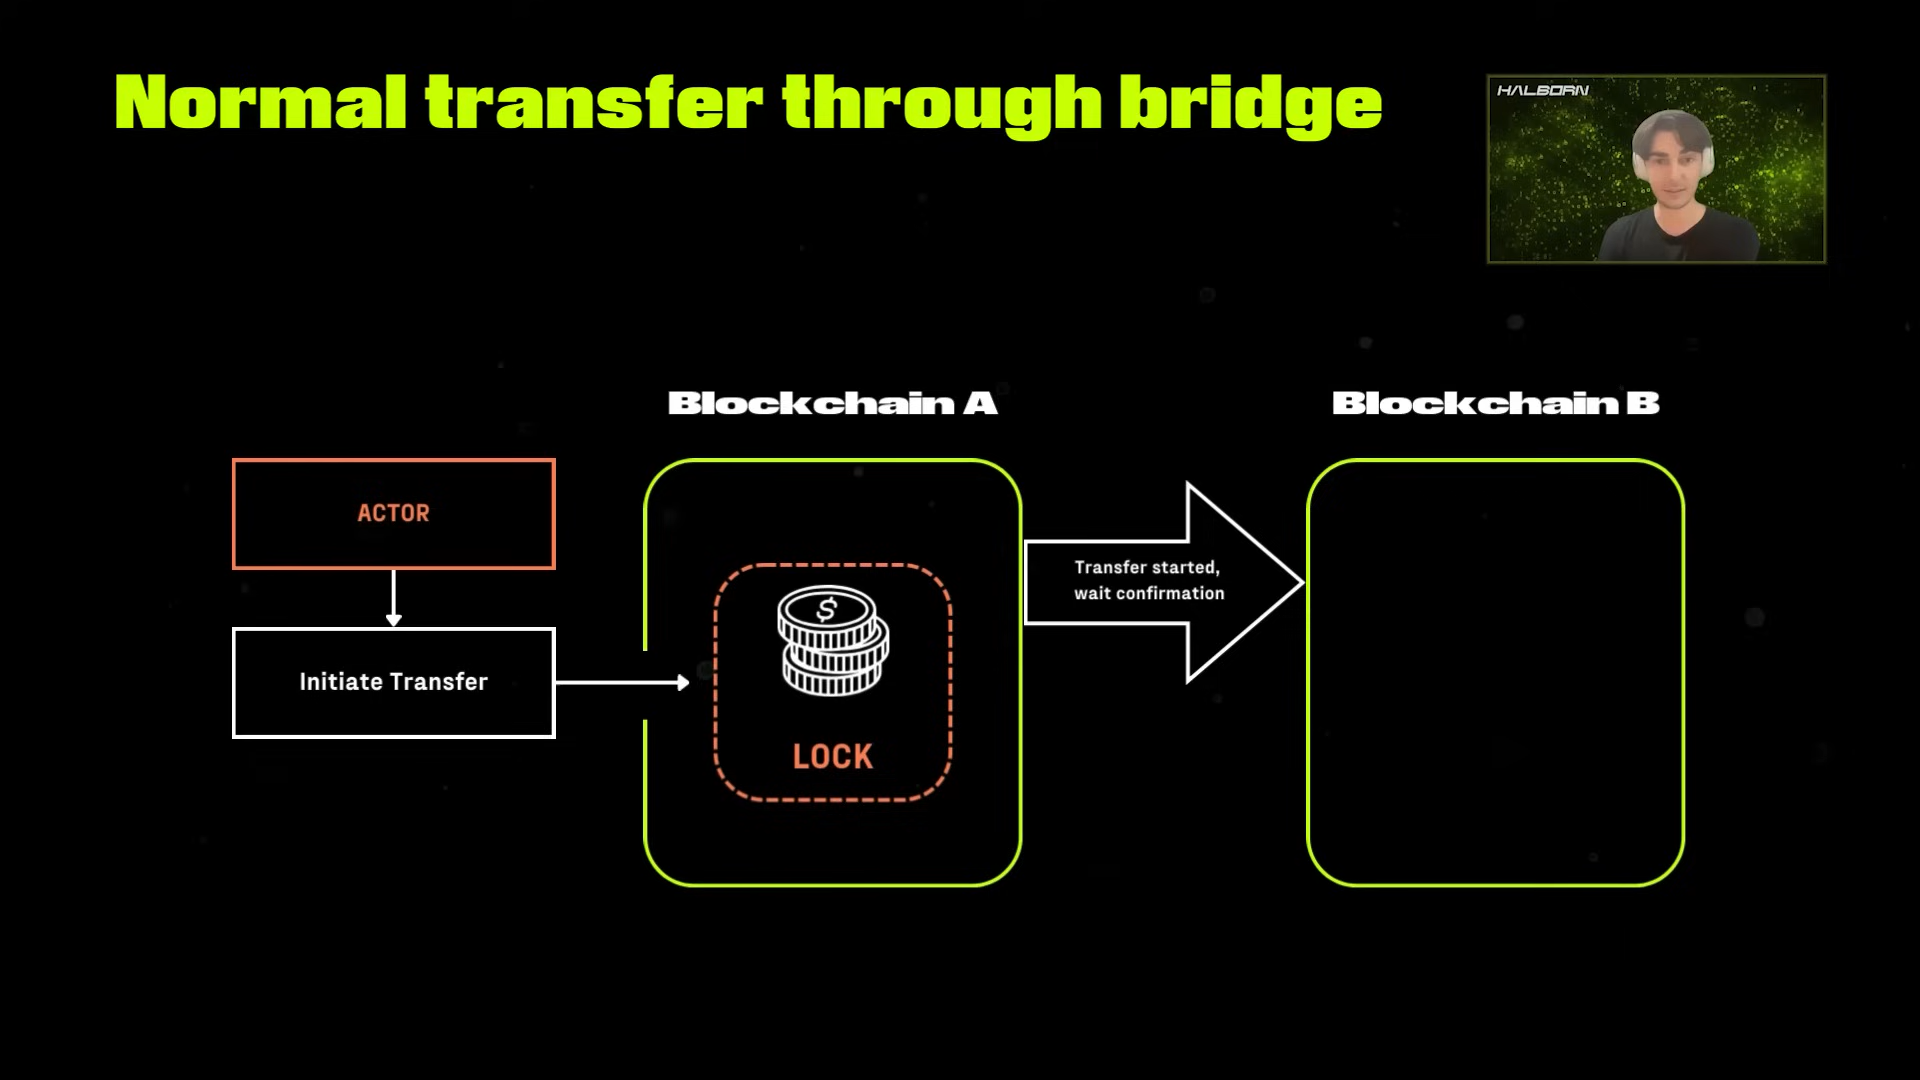 Normal transfer through bridge
HALBORN
Blockchain A
Blockchain B
ACTOR
Initiate Transfer
$
LOCK
Transfer started,
wait confirmation